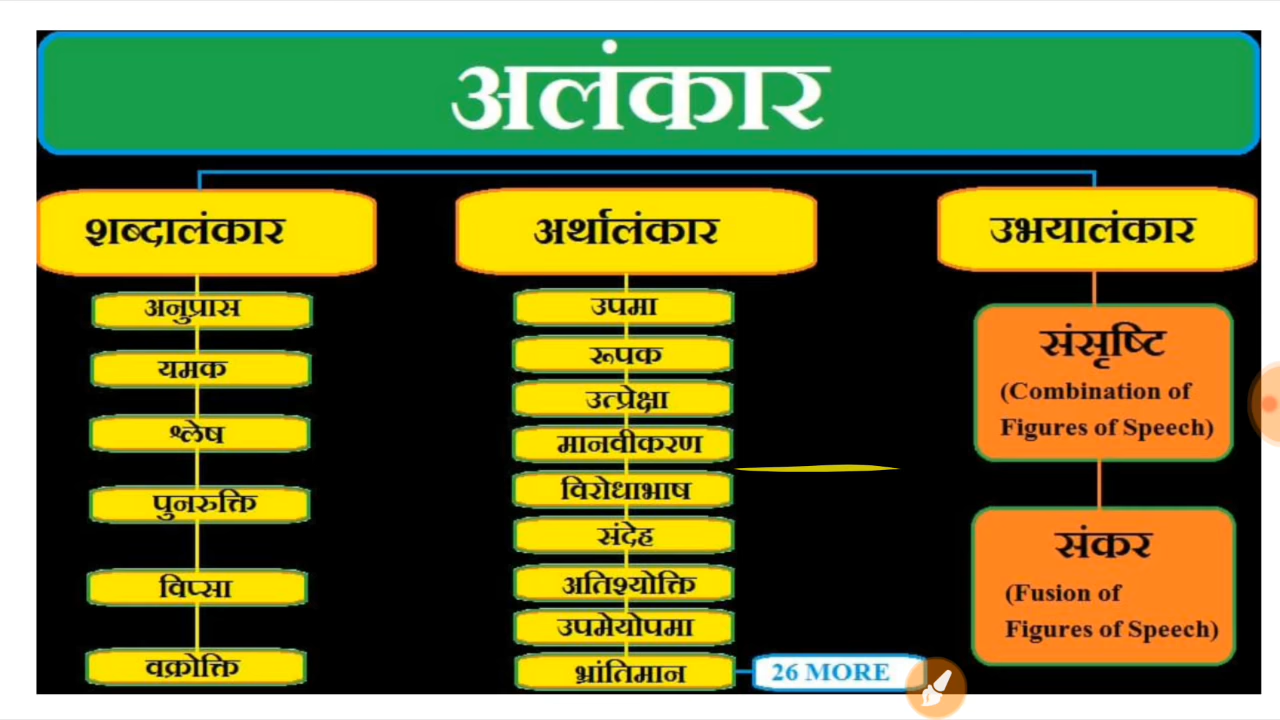 अलंकार
शब्दालंकार
अनुप्रास
यमक
श्लेष
पुनरुक्ति
विप्सा
वक्रोक्ति
अर्थालंकार
उपमा
रूपक
उत्प्रेक्षा
मानवीकरण
विरोधाभाष
संदेह
अतिश्योक्ति
उपमेयोपमा
भ्रांतिमान
26 MORE
उभयालंकार
संसृष्टि
(Combination of
Figures of Speech)
संकर
(Fusion of
Figures of Speech)